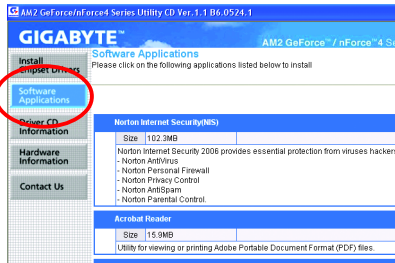 AM2 GeForce/nForce4 Series Utility CD Ver.1.1 B6.0524.1
GIGABYTE™
AM2 GeForce™/nForce™4 S
Install
Chipset Drivers
Software
Applications
Driver CD
Information
Hardware
Information
Contact Us
Software Applications
Please click on the following applications listed below to install
Norton Internet Security(NIS)
Size 102.3MB
Norton Internet Security 2006 provides essential protection from viruses hackers
- Norton AntiVirus
- Norton Personal Firewall
- Norton Privacy Control
- Norton AntiSpam
- Norton Parental Control.
Acrobat Reader
Size 15.9MB
Utility for viewing or printing Adobe Portable Document Format (PDF) files.